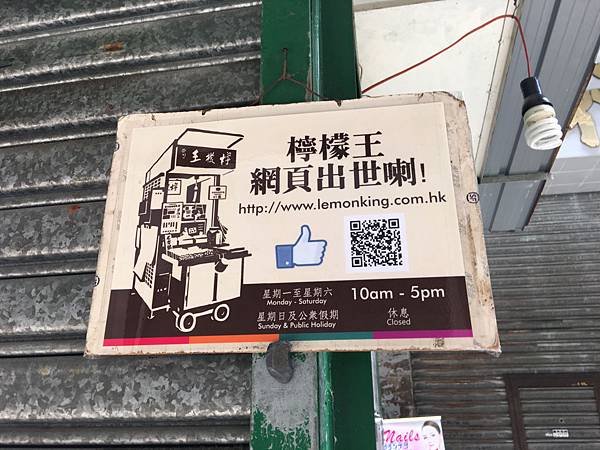 檸檬王
網頁出世喇!
http://www.lemonking.com.hk
星期一至星期六
Monday - Saturday
10am - 5pm
星期日及公眾假期
Sunday & Public Holiday
休息
Closed
Nails